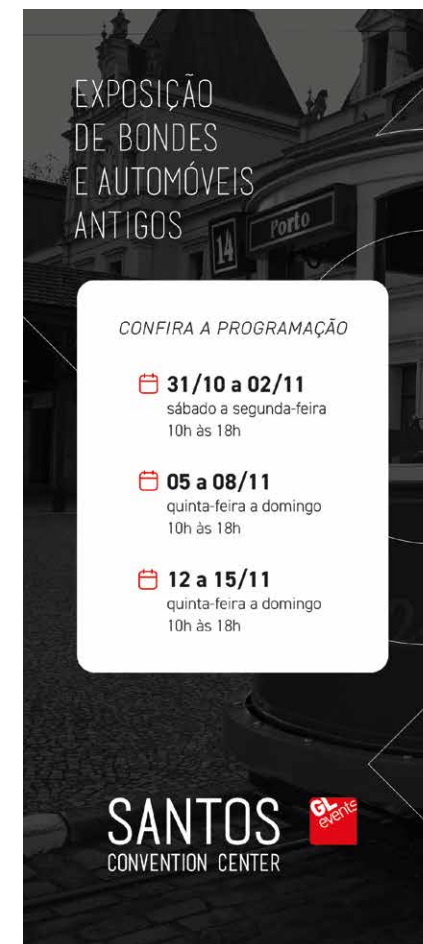 EXPOSIÇÃO
DE BONDES
E AUTOMÓVEIS
ANTIGOS
14
Porto
CONFIRA A PROGRAMAÇÃO
31/10 a 02/11
sábado a segunda-feira
10h às 18h
05 a 08/11
quinta-feira a domingo
10h às 18h
12 a 15/11
quinta-feira a domingo
10h às 18h
SANTOS
CONVENTION CENTER
GL
events